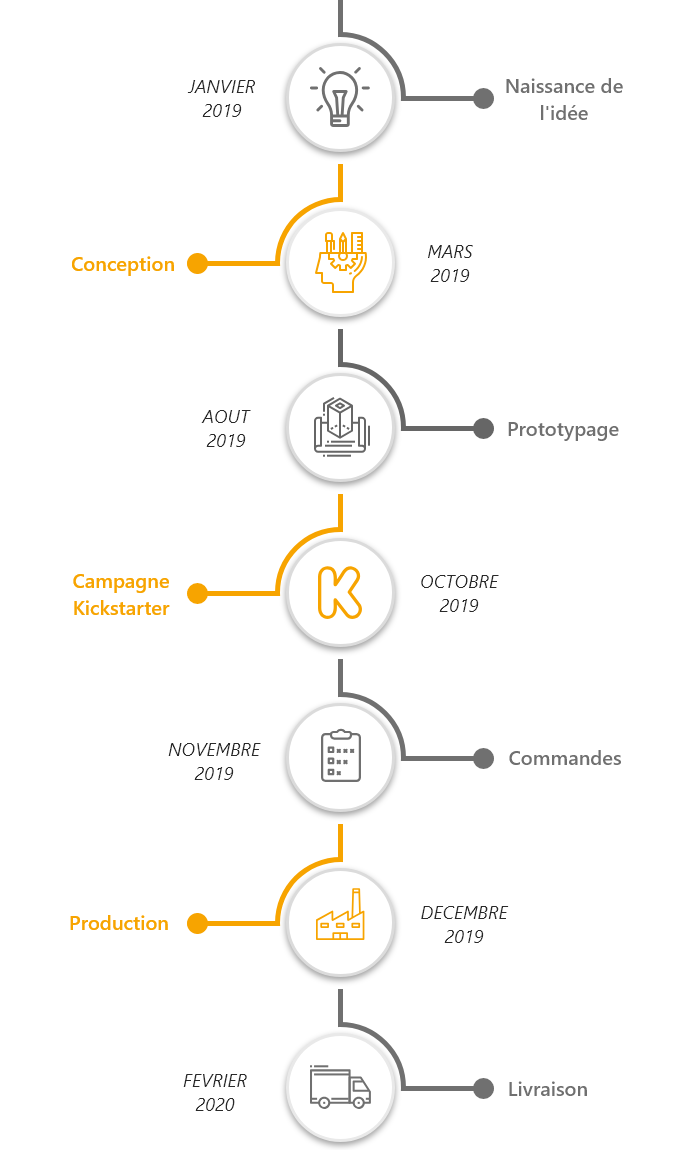 JANVIER
2019
Naissance de
l'idée
Conception
MARS
2019
AOUT
2019
Prototypage
Campagne
Kickstarter
K
OCTOBRE
2019
NOVEMBRE
2019
Commandes
Production
DECEMBRE
2019
FEVRIER
2020
Livraison